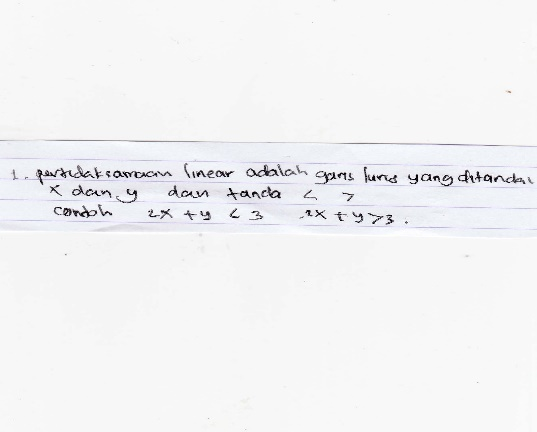 1. pertidaksamaan linear adalah garis lurus yang ditandai
x dan y dan tanda < >
contoh 2x + y < 3 2x + y > 3.